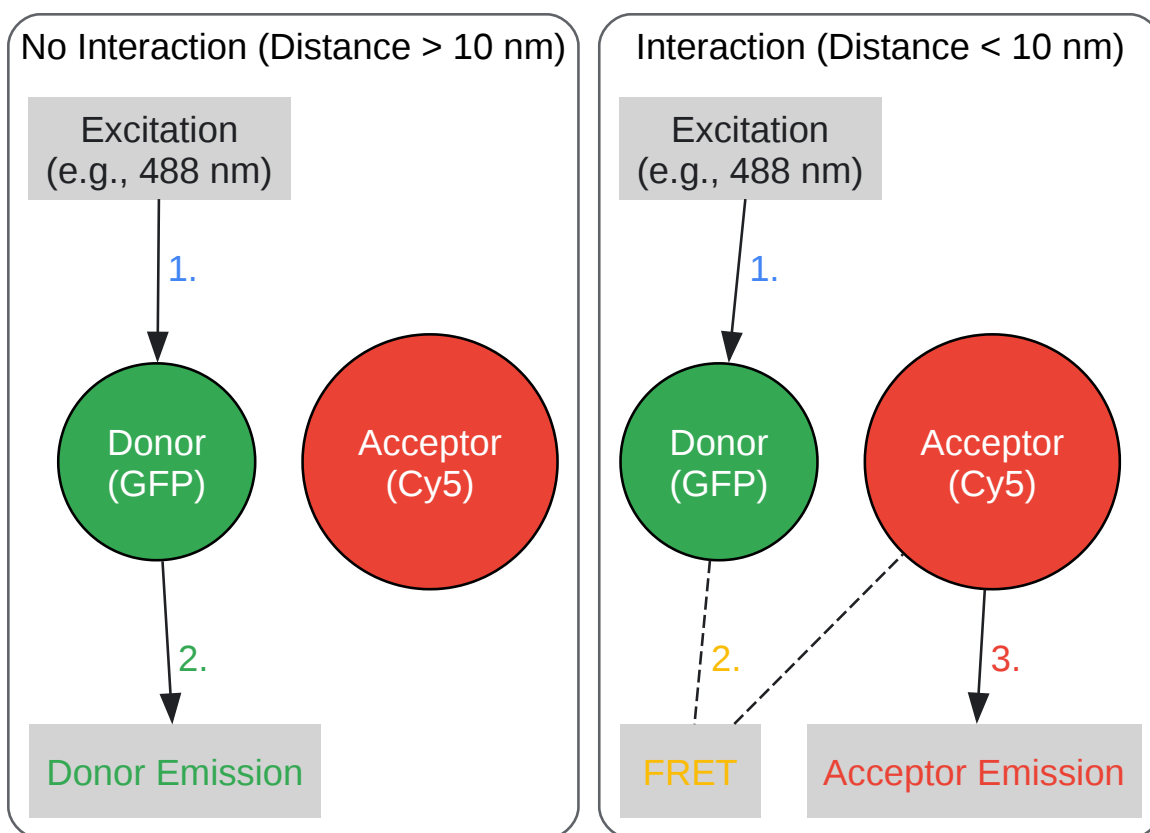 No Interaction (Distance > 10 nm)
Excitation
(e.g., 488 nm)
1.
Donor
(GFP)
Acceptor
(Cy5)
2.
Donor Emission
Interaction (Distance < 10 nm)
Excitation
(e.g., 488 nm)
1.
Donor
(GFP)
Acceptor
(Cy5)
2.
3.
FRET
Acceptor Emission